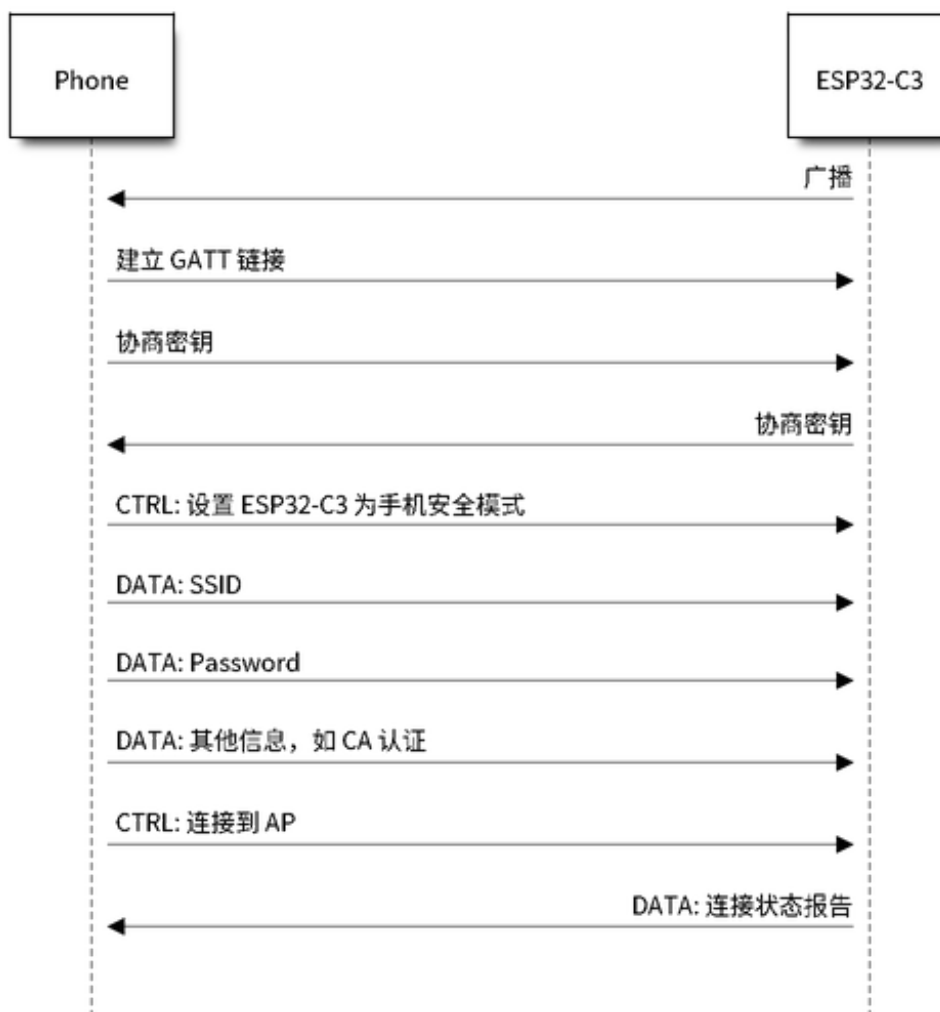 Phone
ESP32-C3
广播
建立 GATT 链接
协商密钥
协商密钥
CTRL: 设置 ESP32-C3 为手机安全模式
DATA: SSID
DATA: Password
DATA: 其他信息，如 CA 认证
CTRL: 连接到 AP
DATA: 连接状态报告